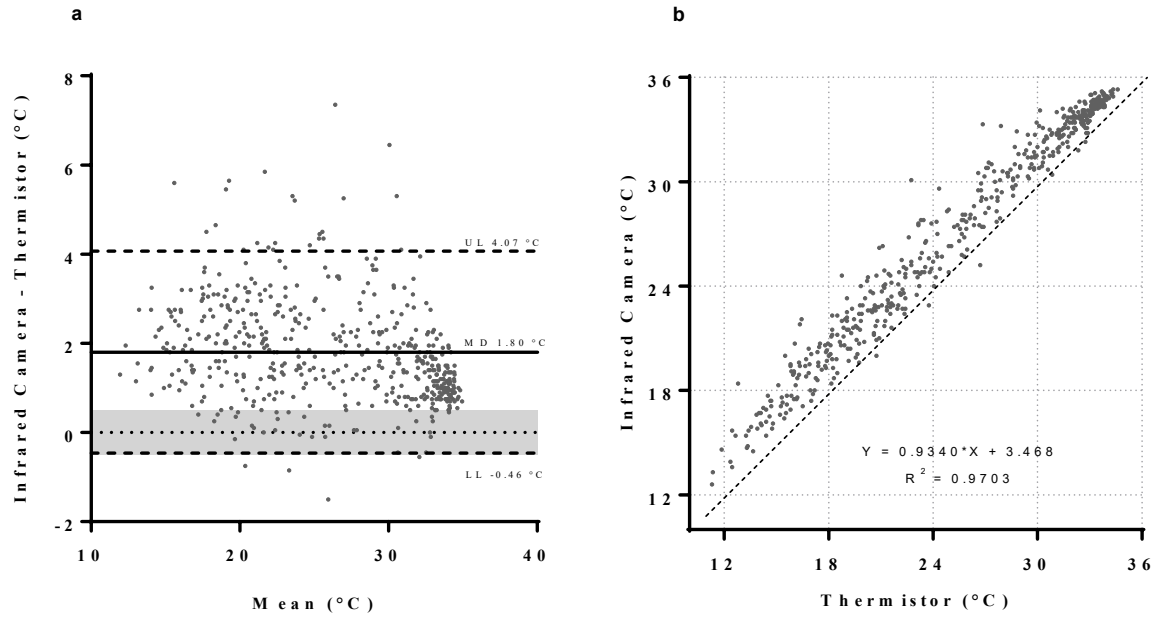 a
Infrared Camera - Thermistor (°C)
8
6
4
2
0
-2
UL 4.07 °C
MD 1.80 °C
LL -0.46 °C
10 20 30 40
Mean (°C)
b
Infrared Camera (°C)
36
30
24
18
12
Y = 0.9340*X + 3.468
R² = 0.9703
12 18 24 30 36
Thermistor (°C)